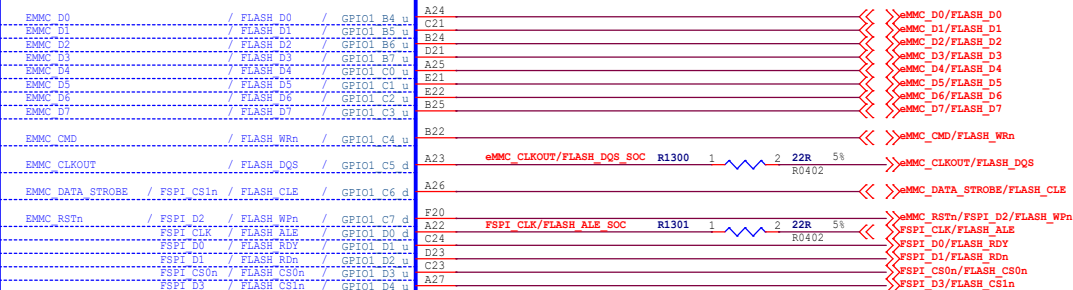 EMMC_D0 / FLASH_D0 / GPIO1_B4_u A24 eMMC_D0/FLASH_D0
EMMC_D1 / FLASH_D1 / GPIO1_B5_u C21 eMMC_D1/FLASH_D1
EMMC_D2 / FLASH_D2 / GPIO1_B6_u B24 eMMC_D2/FLASH_D2
EMMC_D3 / FLASH_D3 / GPIO1_B7_u D21 eMMC_D3/FLASH_D3
EMMC_D4 / FLASH_D4 / GPIO1_C0_u A25 eMMC_D4/FLASH_D4
EMMC_D5 / FLASH_D5 / GPIO1_C1_u E21 eMMC_D5/FLASH_D5
EMMC_D6 / FLASH_D6 / GPIO1_C2_u E22 eMMC_D6/FLASH_D6
EMMC_D7 / FLASH_D7 / GPIO1_C3_u B25 eMMC_D7/FLASH_D7
EMMC_CMD / FLASH_WRn / GPIO1_C4_u B22 eMMC_CMD/FLASH_WRn
EMMC_CLKOUT / FLASH_DQS / GPIO1_C5_d A23 eMMC_CLKOUT/FLASH_DQS_SOC R1300 1 2 22R 5% eMMC_CLKOUT/FLASH_DQS
R0402
EMMC_DATA_STROBE / FSPI_CS1n / FLASH_CLE / GPIO1_C6_d A26 eMMC_DATA_STROBE/FLASH_CLE
EMMC_RSTn / FSPI_D2 / FLASH_WPn / GPIO1_C7_d F20 eMMC_RSTn/FSPI_D2/FLASH_WPn
FSPI_CLK / FLASH_ALE / GPIO1_D0_d A22 FSPI_CLK/FLASH_ALE_SOC R1301 1 2 22R 5% FSPI_CLK/FLASH_ALE
R0402
FSPI_D0 / FLASH_RDY / GPIO1_D1_u C24 FSPI_D0/FLASH_RDY
FSPI_D1 / FLASH_RDn / GPIO1_D2_u D23 FSPI_D1/FLASH_RDn
FSPI_CS0n / FLASH_CS0n / GPIO1_D3_u C23 FSPI_CS0n/FLASH_CS0n
FSPI_D3 / FLASH_CS1n / GPIO1_D4_u A27 FSPI_D3/FLASH_CS1n